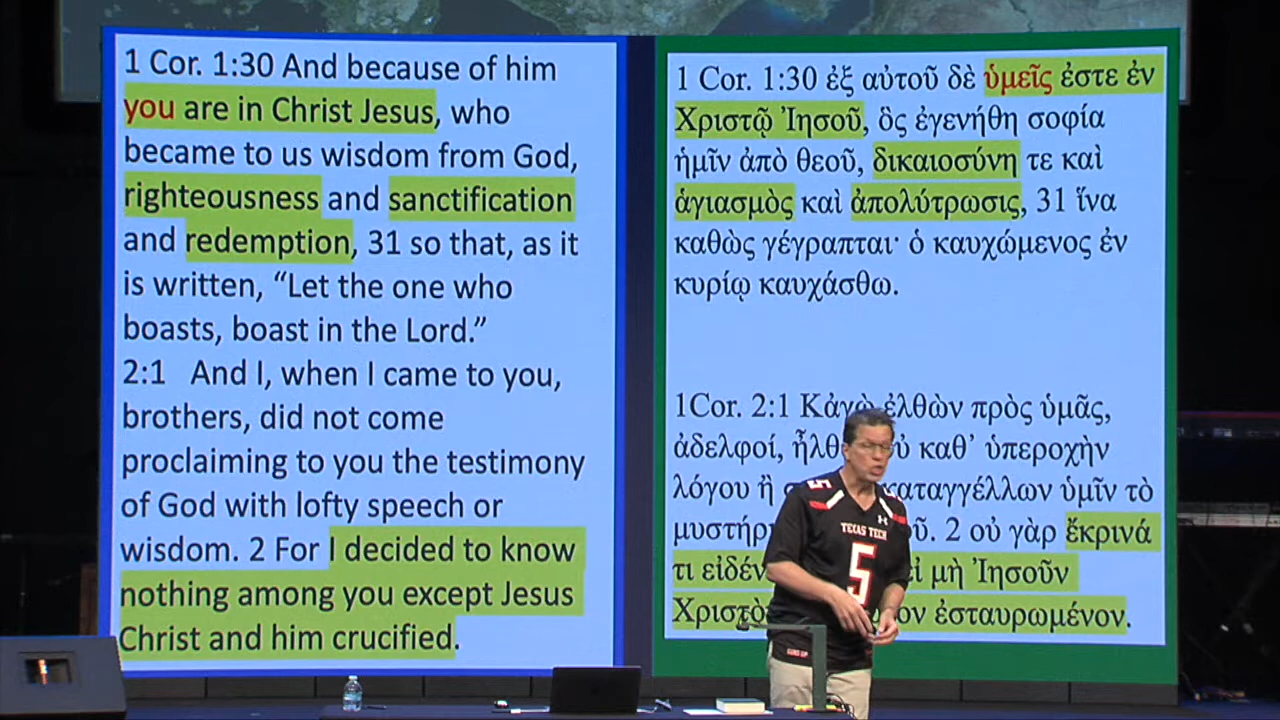 1 Cor. 1:30 And because of him
you are in Christ Jesus, who
became to us wisdom from God,
righteousness and sanctification
and redemption, 31 so that, as it
is written, “Let the one who
boasts, boast in the Lord.”
2:1 And I, when I came to you,
brothers, did not come
proclaiming to you the testimony
of God with lofty speech or
wisdom. 2 For I decided to know
nothing among you except Jesus
Christ and him crucified.
1 Cor. 1:30 ἐξ αὐτοῦ δὲ ὑμεῖς ἐστε ἐν
Χριστῷ Ἰησοῦ, ὃς ἐγενήθη σοφία
ἡμῖν ἀπὸ θεοῦ, δικαιοσύνη τε καὶ
ἁγιασμὸς καὶ ἀπολύτρωσις, 31 ἵνα
καθὼς γέγραπται· ὁ καυχώμενος ἐν
κυρίῳ καυχάσθω.
1Cor. 2:1 Κἀγὼ ἐλθὼν πρὸς ὑμᾶς,
ἀδελφοί, καθ’ ὑπεροχὴν
λόγου ἢ καταγγέλλων ὑμῖν τὸ
2 οὐ γὰρ ἔκρινά
τι μὴ Ἰησοῦν
ἐσταυρωμένον.
TEXAS TECH
5
5
GUNS UP